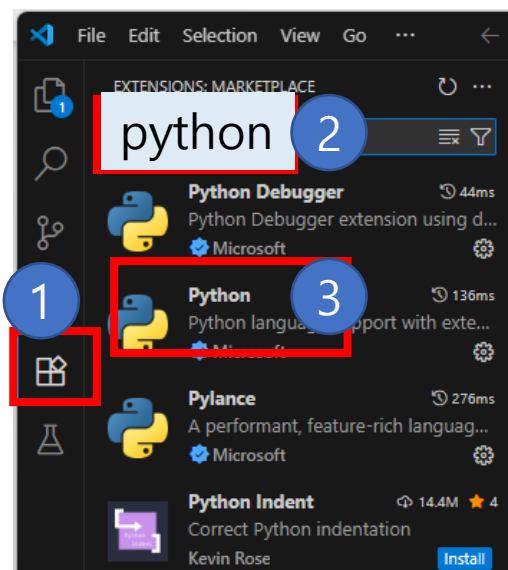 File Edit Selection View Go ...
1
EXTENSIONS: MARKETPLACE
python 2
Python Debugger 44ms
Python Debugger extension using d...
Microsoft
1
Python 3 136ms
Python language support with exte...
Microsoft
Pylance 276ms
A performant, feature-rich languag...
Microsoft
Python Indent 14.4M 4
Correct Python indentation
Kevin Rose Install